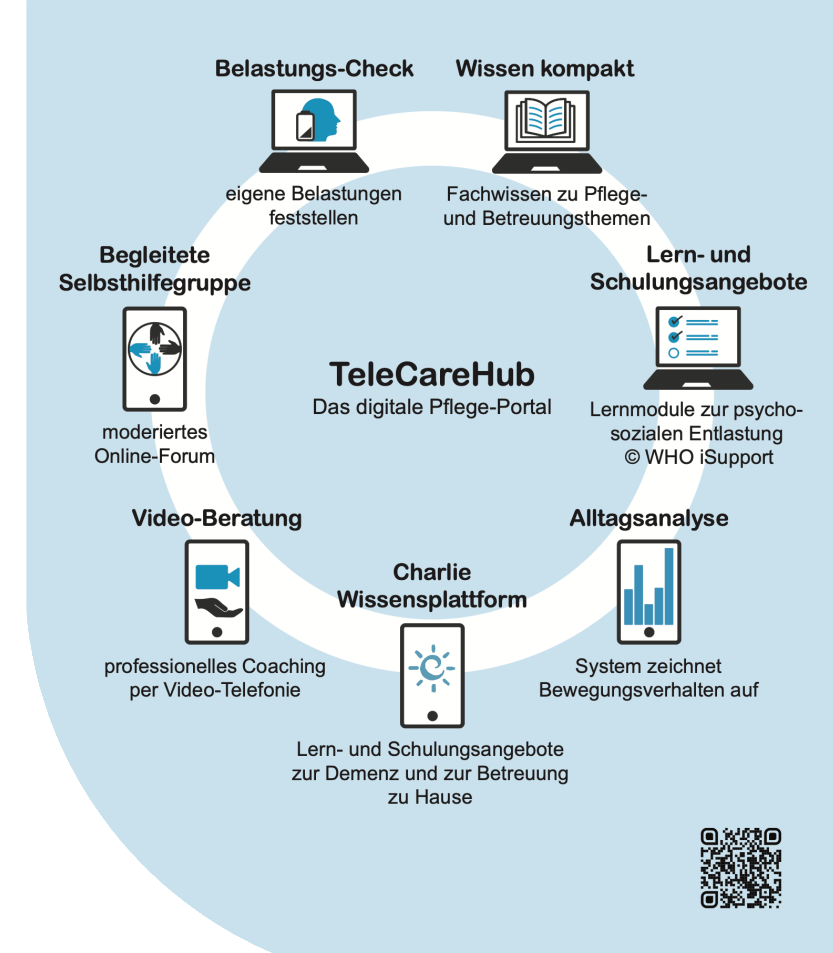 Belastungs-Check
eigene Belastungen
feststellen
Wissen kompakt
Fachwissen zu Pflege-
und Betreuungsthemen
Begleitete
Selbsthilfegruppe
moderiertes
Online-Forum
TeleCareHub
Das digitale Pflege-Portal
Lern- und
Schulungsangebote
Lernmodule zur psycho-
sozialen Entlastung
© WHO iSupport
Video-Beratung
professionelles Coaching
per Video-Telefonie
Charlie
Wissensplattform
Lern- und Schulungsangebote
zur Demenz und zur Betreuung
zu Hause
Alltagsanalyse
System zeichnet
Bewegungsverhalten auf